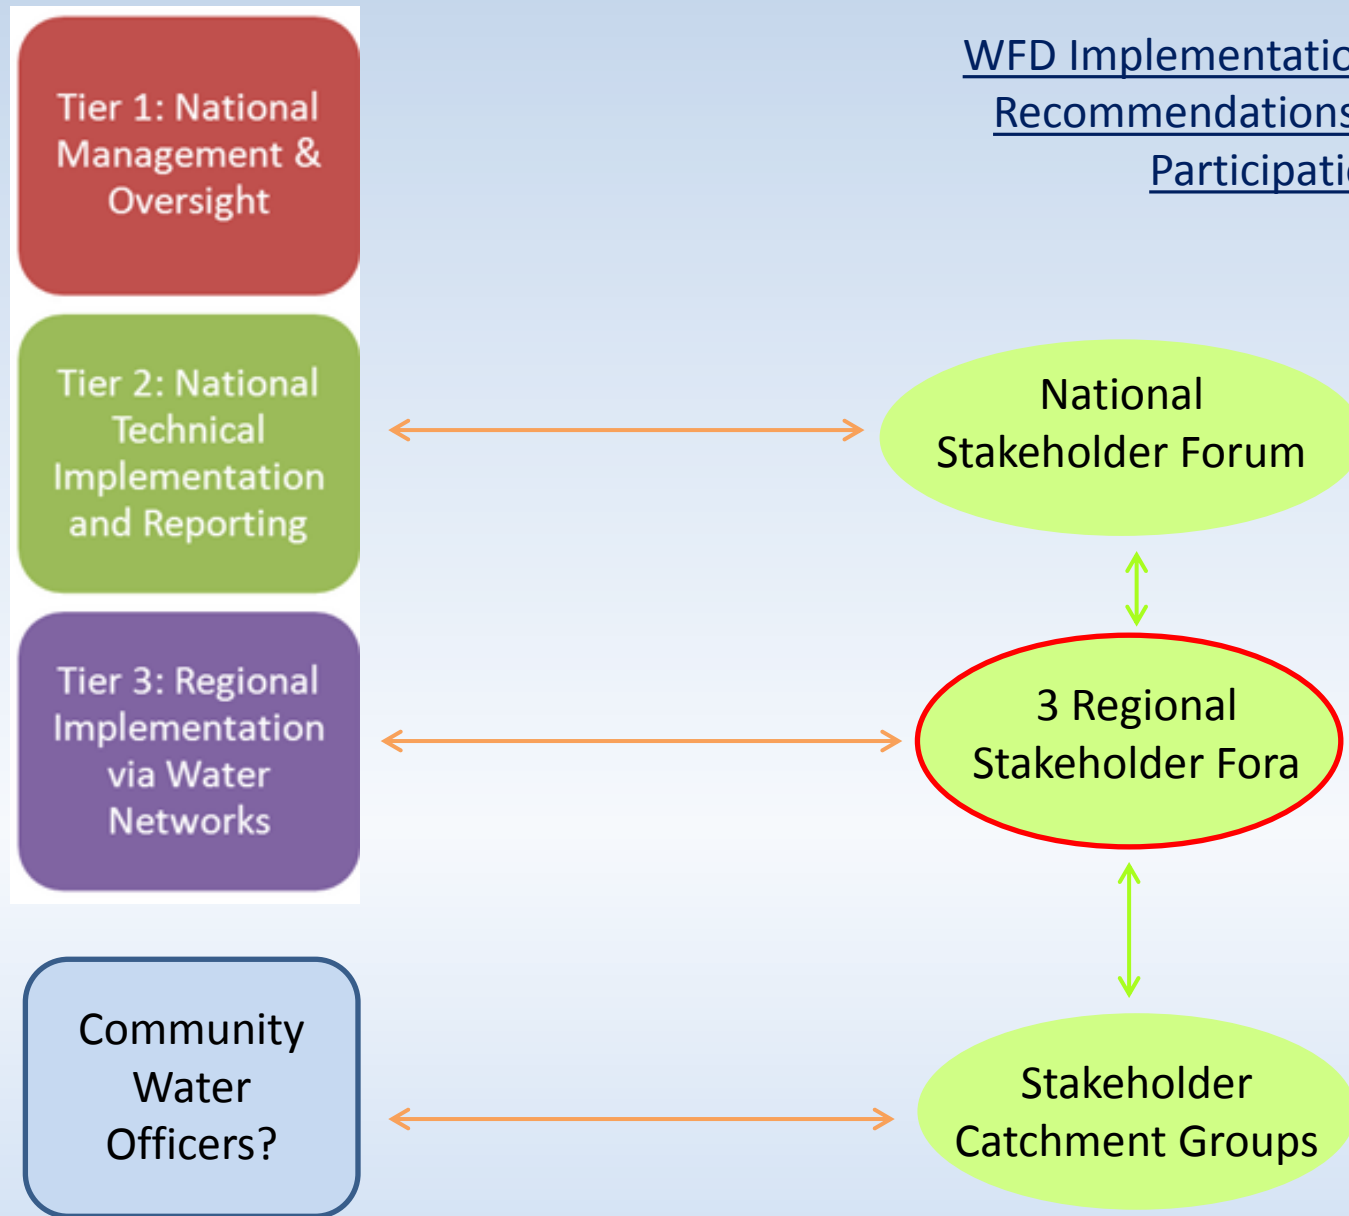 WFD Implementatio
Recommendations
Participati
Tier 1: National
Management &
Oversight
Tier 2: National
Technical
Implementation
and Reporting
National
Stakeholder Forum
Tier 3: Regional
Implementation
via Water
Networks
3 Regional
Stakeholder Fora
Community
Water
Officers?
Stakeholder
Catchment Groups